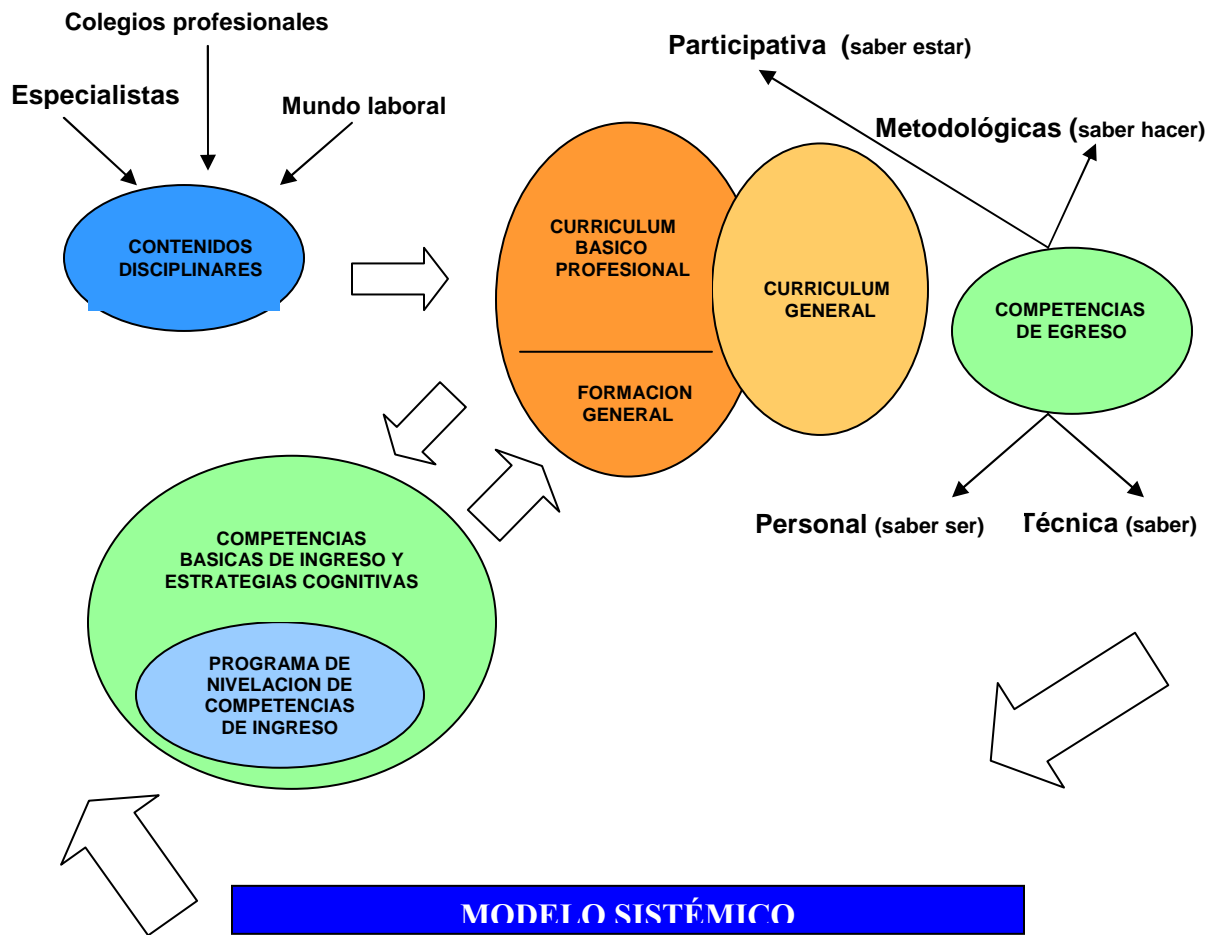 Colegios profesionales
Especialistas
Mundo laboral
Participativa (saber estar)
Metodológicas (saber hacer)
CONTENIDOS
DISCIPLINARES
CURRICULUM
BASICO
PROFESIONAL
FORMACION
GENERAL
CURRICULUM
GENERAL
COMPETENCIAS
DE EGRESO
Personal (saber ser)
Técnica (saber)
COMPETENCIAS
BASICAS DE INGRESO Y
ESTRATEGIAS COGNITIVAS
PROGRAMA DE
NIVELACION DE
COMPETENCIAS
DE INGRESO
MODELO SISTÉMICO